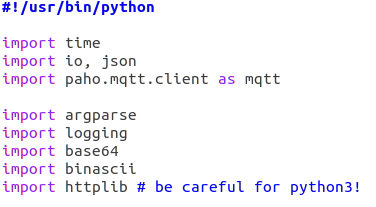 #!/usr/bin/python
import time
import io, json
import paho.mqtt.client as mqtt
import argparse
import logging
import base64
import binascii
import httplib # be careful for python3!